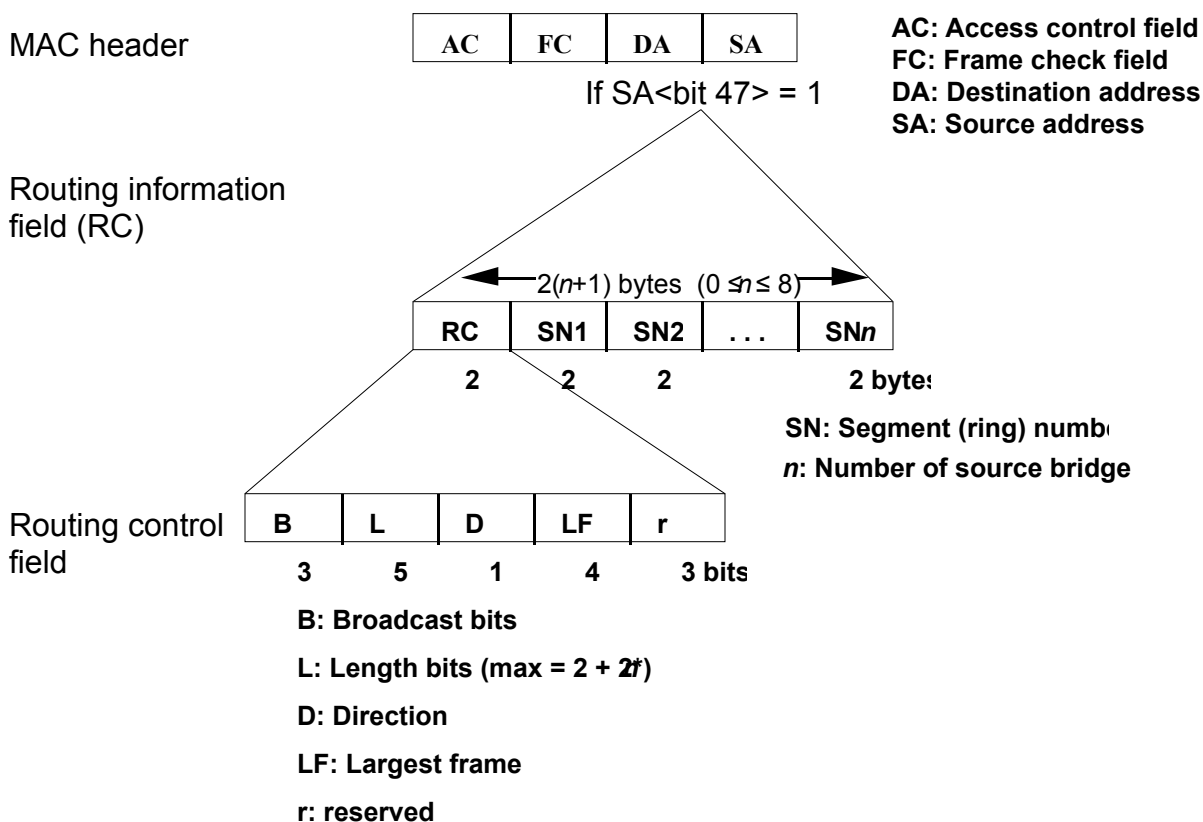 MAC header
AC FC DA SA
AC: Access control field
FC: Frame check field
DA: Destination address
SA: Source address
If SA<bit 47> = 1
Routing information
field (RC)
2(n+1) bytes (0 ≤n ≤ 8)
RC SN1 SN2 . . . SNn
2 2 2 2 bytes
SN: Segment (ring)
n: Number of source bridge
Routing control
field
B L D LF r
3 5 1 4 3 bits
B: Broadcast bits
L: Length bits (max = 2 +
D: Direction
LF: Largest frame
r: reserved